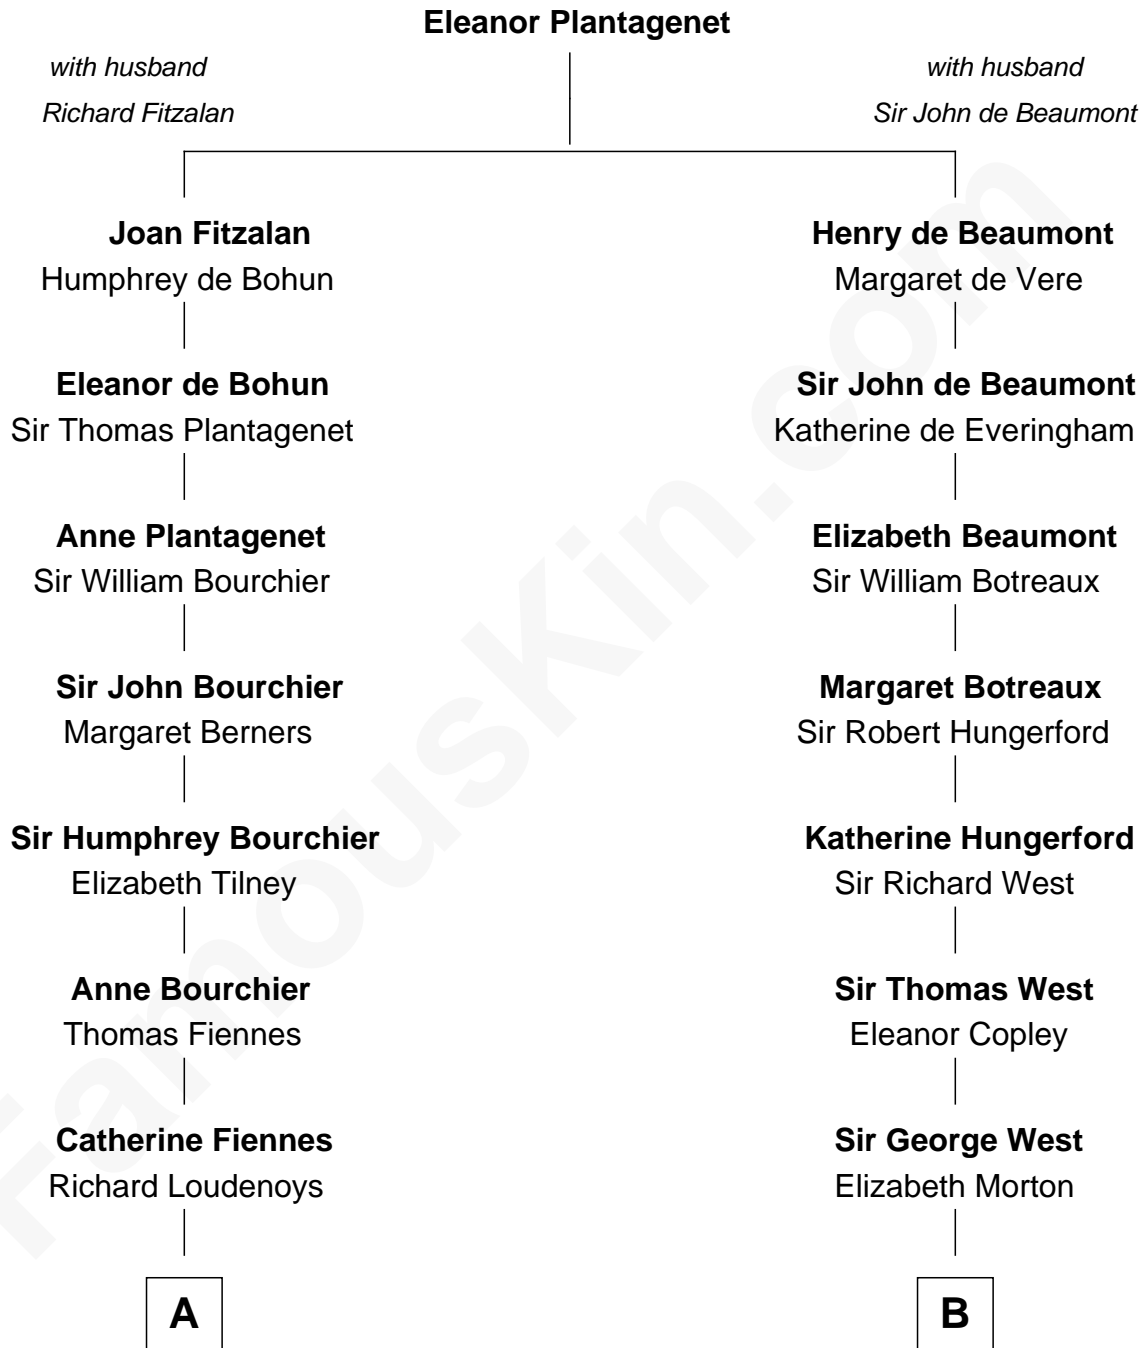 Eleanor Plantagenet
with husband
Richard Fitzalan
with husband
Sir John de Beaumont
Joan Fitzalan
Humphrey de Bohun
Henry de Beaumont
Margaret de Vere
Eleanor de Bohun
Sir Thomas Plantagenet
Sir John de Beaumont
Katherine de Everingham
Anne Plantagenet
Sir William Bourchier
Elizabeth Beaumont
Sir William Botreaux
Sir John Bourchier
Margaret Berners
Margaret Botreaux
Sir Robert Hungerford
Sir Humphrey Bourchier
Elizabeth Tilney
Katherine Hungerford
Sir Richard West
Anne Bourchier
Thomas Fiennes
Sir Thomas West
Eleanor Copley
Catherine Fiennes
Richard Loudenoys
Sir George West
Elizabeth Morton
A
B
FamousKin.com